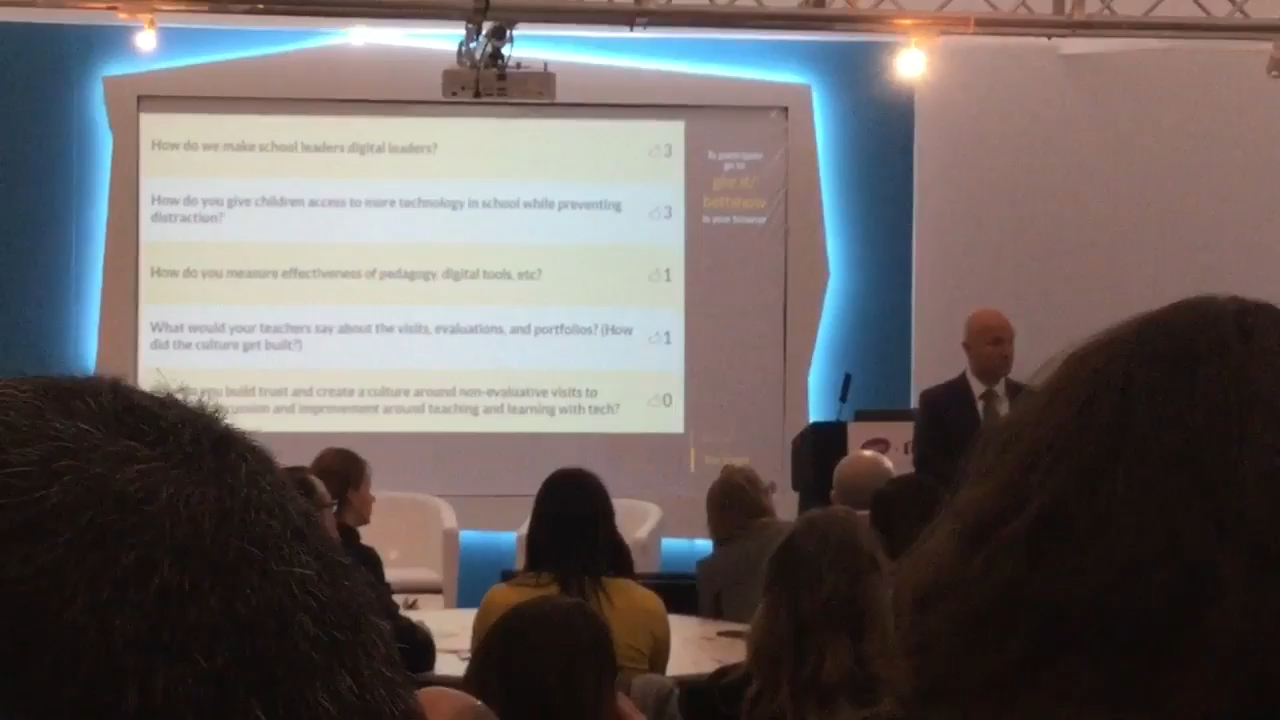 How do we make school leaders digital leaders?
3
How do you give children access to more technology in school while preventing
distraction?
3
How do you measure effectiveness of pedagogy, digital tools, etc?
1
What would your teachers say about the visits, evaluations, and portfolios? (How
did the culture get built?)
1
you build trust and create a culture around non-evaluative visits to
and improvement around teaching and learning with tech?
0
To participate
go to
glsr.it/
bettshow
in your browser